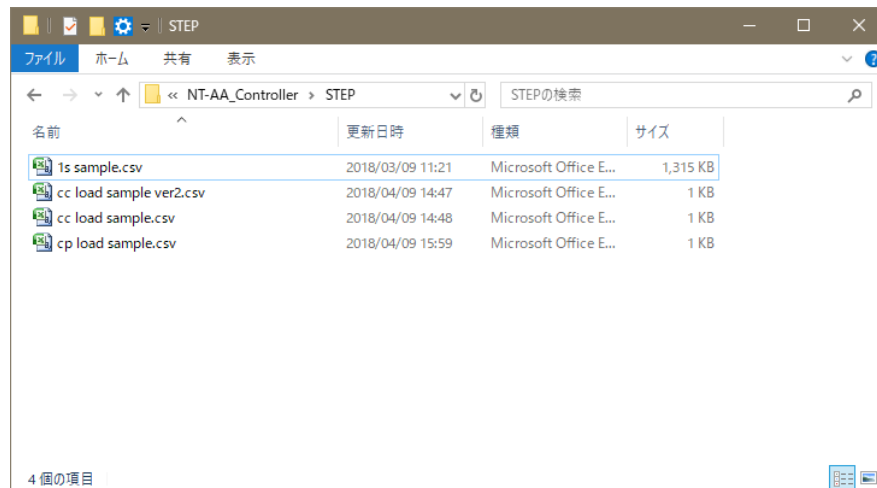 STEP
ファイル ホーム 共有 表示
« NT-AA_Controller › STEP STEPの検索
名前 更新日時 種類 サイズ
1s sample.csv 2018/03/09 11:21 Microsoft Office E... 1,315 KB
cc load sample ver2.csv 2018/04/09 14:47 Microsoft Office E... 1 KB
cc load sample.csv 2018/04/09 14:48 Microsoft Office E... 1 KB
cp load sample.csv 2018/04/09 15:59 Microsoft Office E... 1 KB
4 個の項目